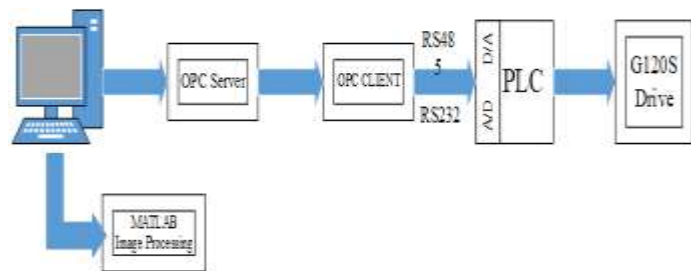 OPC Server
OPC CLIENT
RS48
5
RS232
D/A
A/D
PLC
G120S
Drive
MATLAB
Image Processing